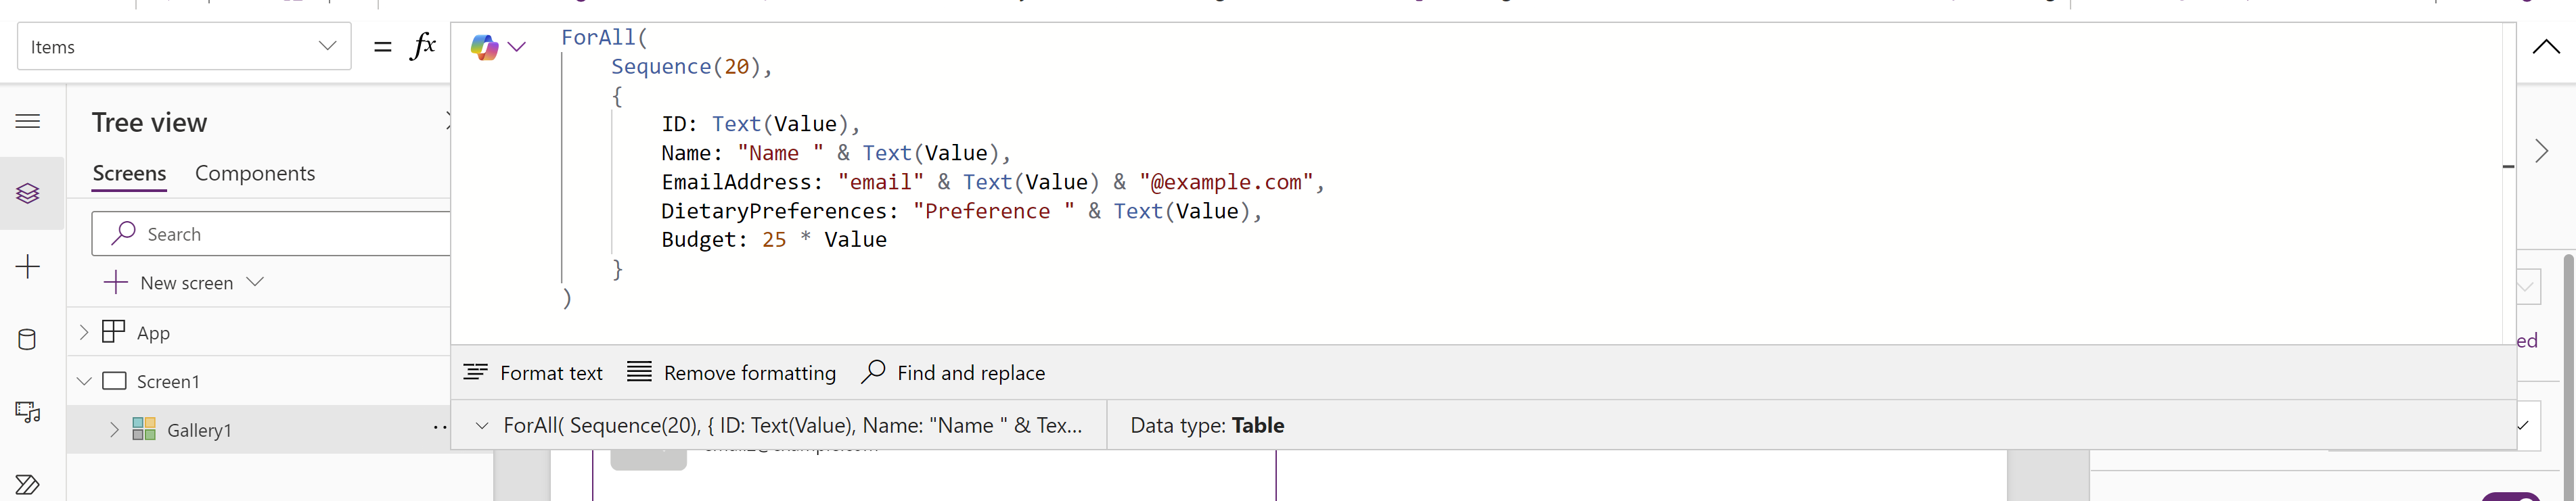 Items
= fx
ForAll(
Sequence(20),
{
ID: Text(Value),
Name: "Name " & Text(Value),
EmailAddress: "email" & Text(Value) & "@example.com",
DietaryPreferences: "Preference " & Text(Value),
Budget: 25 * Value
}
)
Tree view
Screens Components
Search
New screen
App
Screen1
Gallery1
Format text Remove formatting Find and replace
ForAll( Sequence(20), { ID: Text(Value), Name: "Name " & Tex... Data type: Table
ed